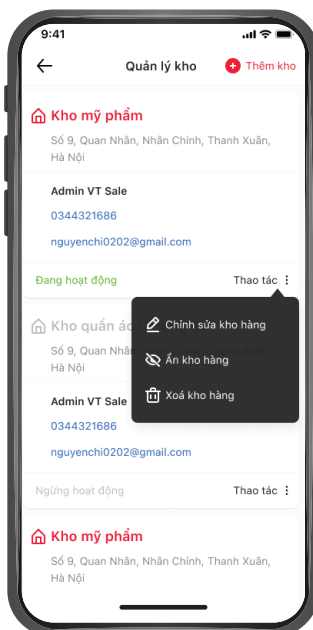 9:41
Quản lý kho
Thêm kho
Kho mỹ phẩm
Số 9, Quan Nhân, Nhân Chính, Thanh Xuân,
Hà Nội
Admin VT Sale
0344321686
nguyenchi0202@gmail.com
Đang hoạt động
Thao tác
Chỉnh sửa kho hàng
Ẩn kho hàng
Xoá kho hàng
Kho quần áo
Số 9, Quan Nhân
Hà Nội
Admin VT Sale
0344321686
nguyenchi0202@gmail.com
Ngừng hoạt động
Thao tác
Kho mỹ phẩm
Số 9, Quan Nhân, Nhân Chính, Thanh Xuân,
Hà Nội